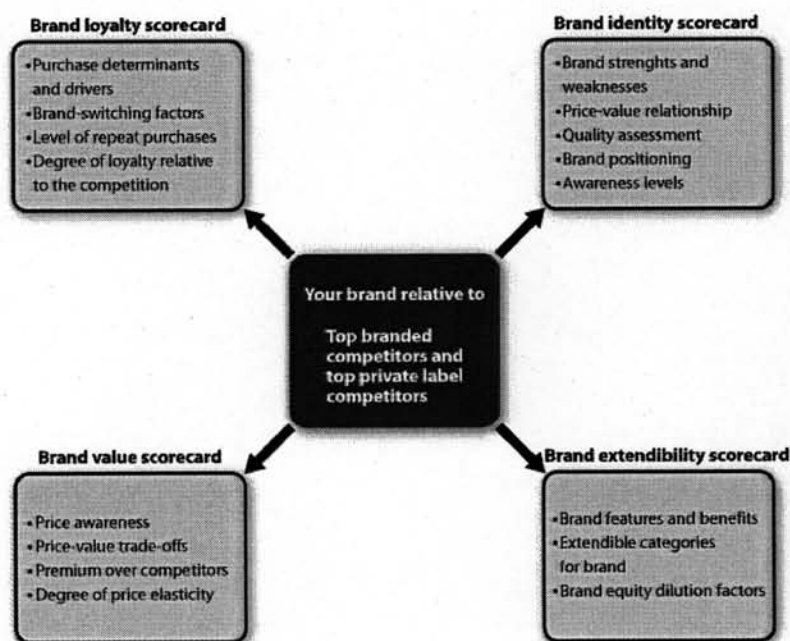 Brand loyalty scorecard
•Purchase determinants
and drivers
•Brand-switching factors
•Level of repeat purchases
•Degree of loyalty relative
to the competition
Brand identity scorecard
•Brand strenghts and
weaknesses
•Price-value relationship
•Quality assessment
•Brand positioning
•Awareness levels
Your brand relative to
Top branded
competitors and
top private label
competitors
Brand value scorecard
•Price awareness
•Price-value trade-offs
•Premium over competitors
•Degree of price elasticity
Brand extendibility scorecard
•Brand features and benefits
•Extendible categories
for brand
•Brand equity dilution factors